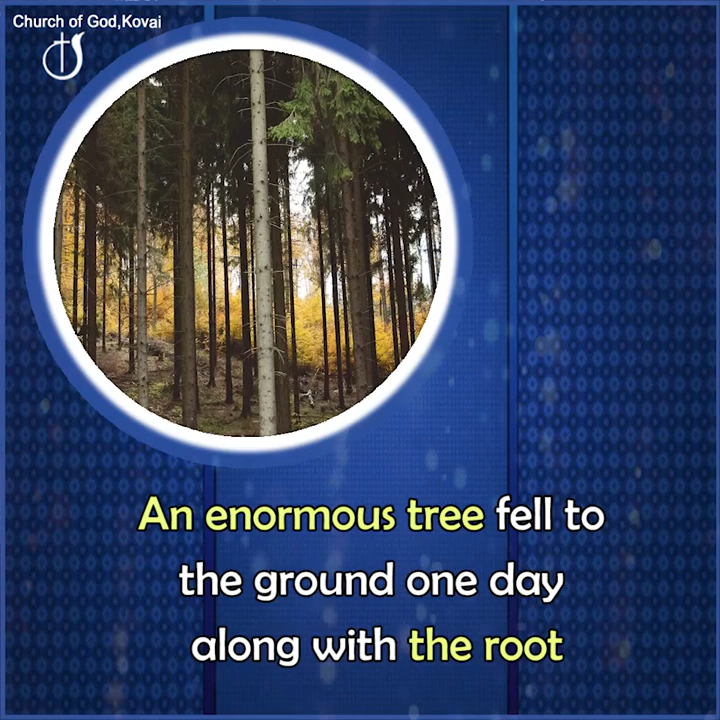 Church of God,Kovai
An enormous tree fell to
the ground one day
along with the root